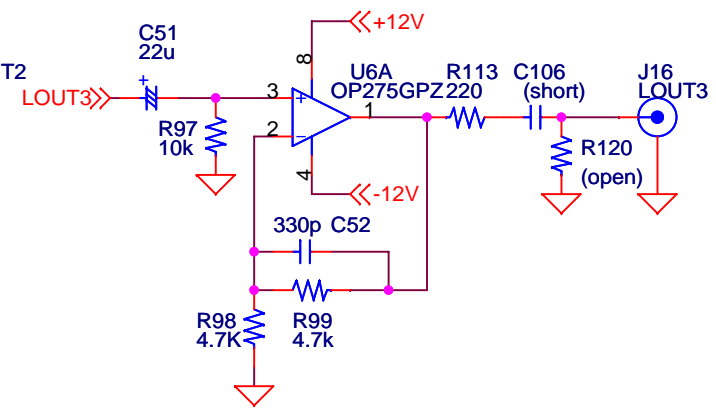 +12V
C51
22u
+
T2
LOUT3
8
U6A
OP275GPZ
R113
220
C106
(short)
J16
LOUT3
3
+
1
R97
10k
2
-
4
-12V
R120
(open)
330p C52
R98
4.7K
R99
4.7k